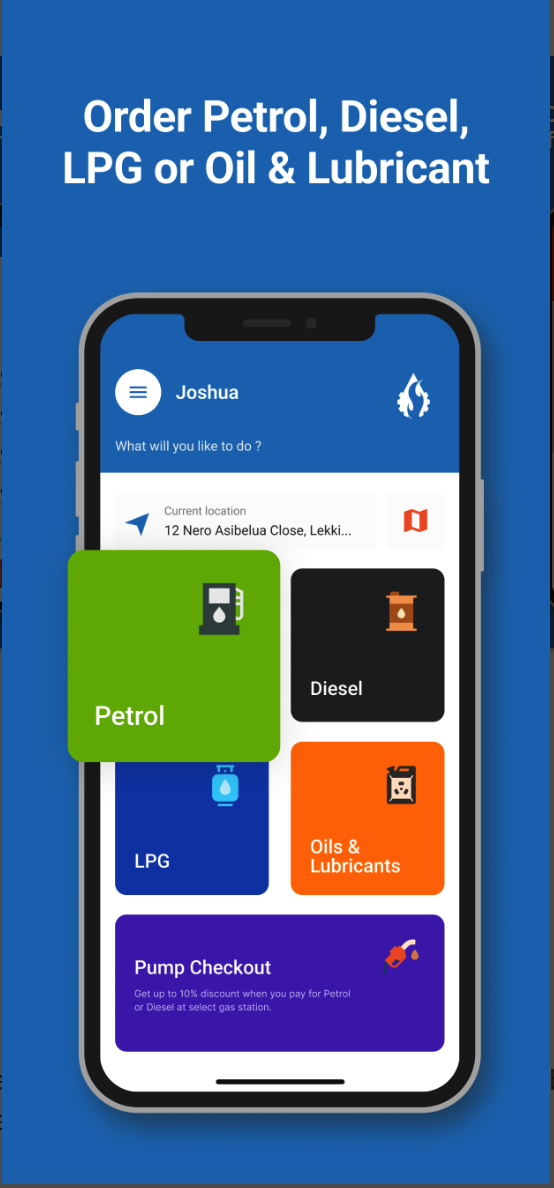 Order Petrol, Diesel,
LPG or Oil & Lubricant
Joshua
What will you like to do ?
Current location
12 Nero Asibelua Close, Lekki...
Petrol
Diesel
LPG
Oils &
Lubricants
Pump Checkout
Get up to 10% discount when you pay for Petrol
or Diesel at select gas station.